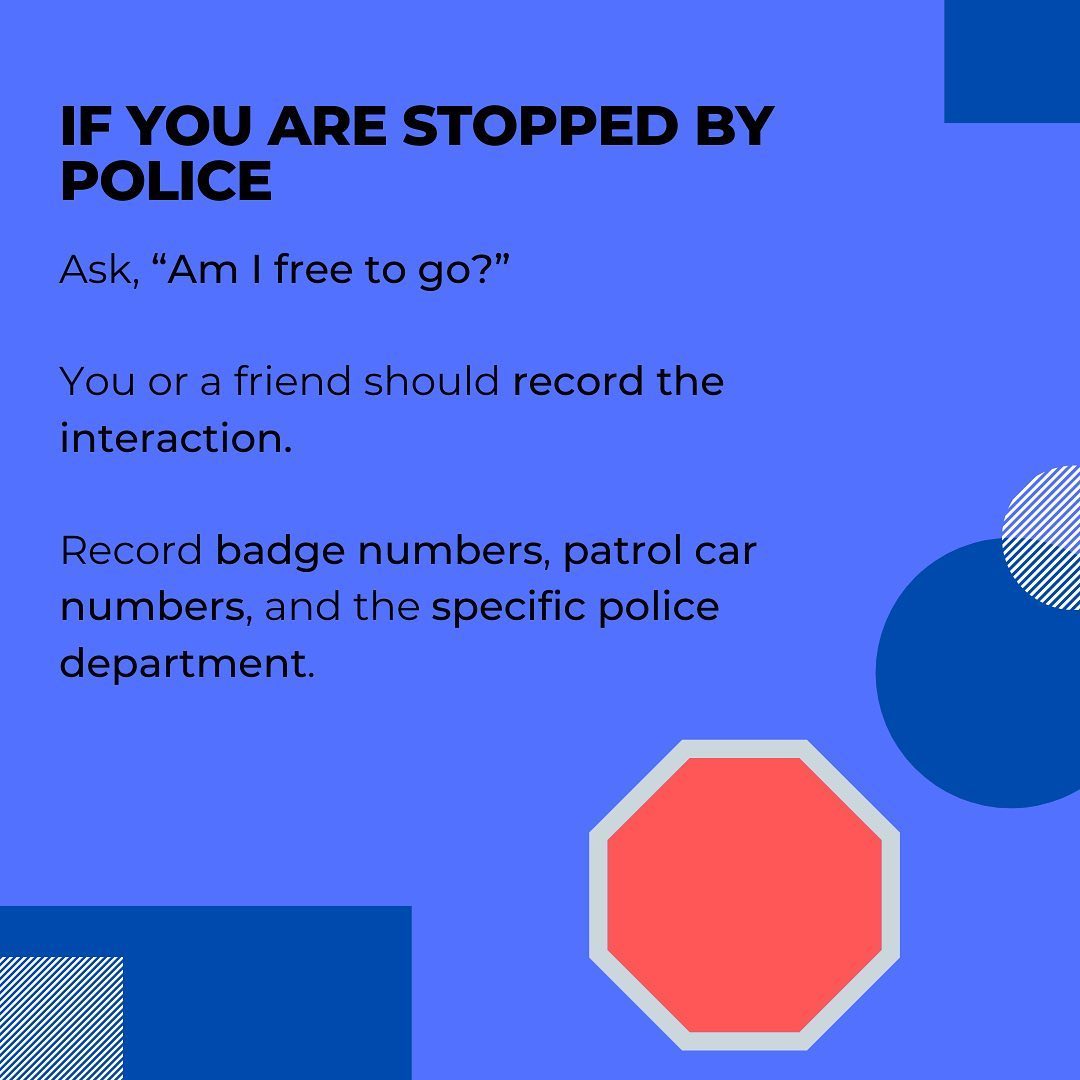 IF YOU ARE STOPPED BY
POLICE
Ask, “Am I free to go?”
You or a friend should record the
interaction.
Record badge numbers, patrol car
numbers, and the specific police
department.